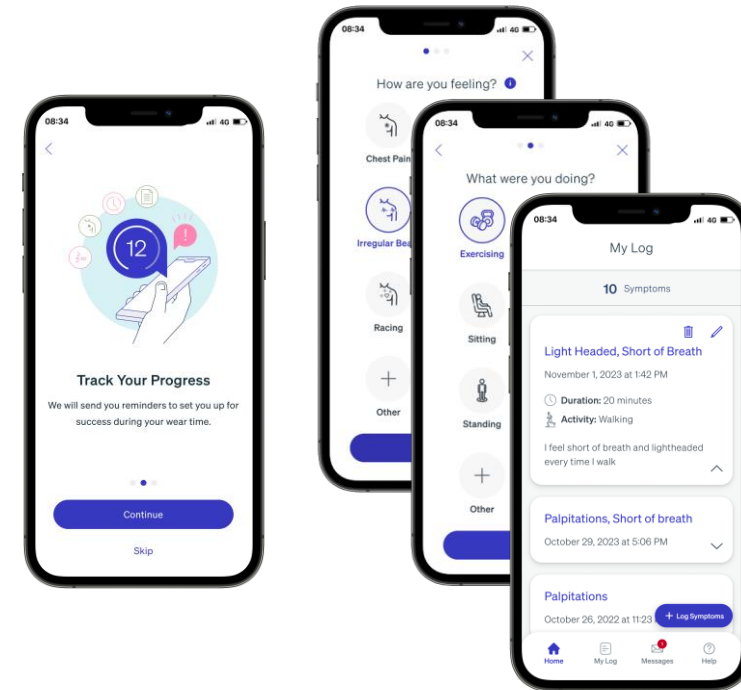 08:34
4G
12
Track Your Progress
We will send you reminders to set you up for
success during your wear time.
Continue
Skip
08:34
4G
How are you feeling?
Chest Pain
Irregular
Racing
Other
08:34
4G
What were you doing?
Exercising
Sitting
Standing
Other
08:34
4G
My Log
10 Symptoms
Light Headed, Short of Breath
November 1, 2023 at 1:42 PM
Duration: 20 minutes
Activity: Walking
I feel short of breath and lightheaded
every time I walk
Palpitations, Short of breath
October 29, 2023 at 5:06 PM
Palpitations
October 26, 2022 at 11:23
+ Log Symptoms
1
Home My Log Messages Help